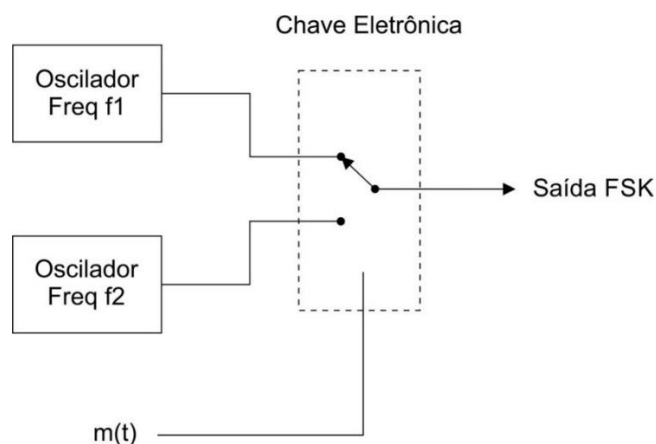 Chave Eletrônica
Oscilador
Freq f1
Saída FSK
Oscilador
Freq f2
m(t)